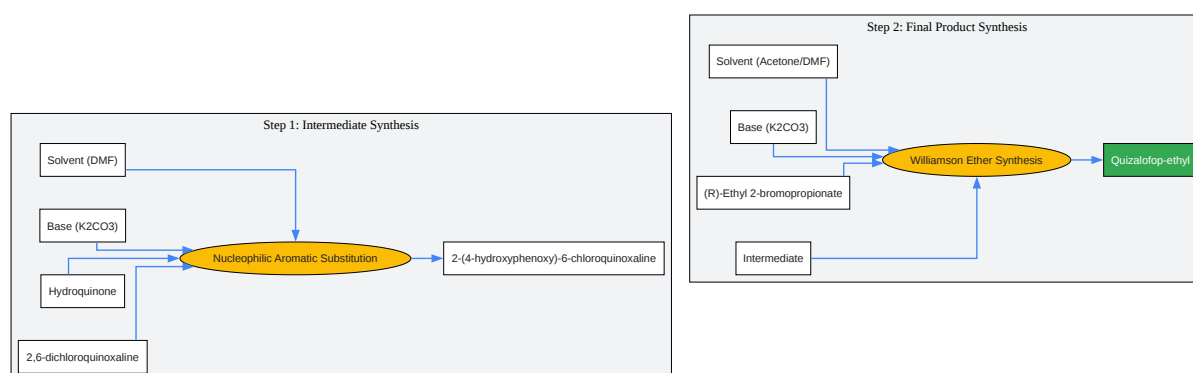 Step 1: Intermediate Synthesis
Solvent (DMF)
Base (K2CO3)
Hydroquinone
2,6-dichloroquinoxaline
Nucleophilic Aromatic Substitution
2-(4-hydroxyphenoxy)-6-chloroquinoxaline
Step 2: Final Product Synthesis
Solvent (Acetone/DMF)
Base (K2CO3)
(R)-Ethyl 2-bromopropionate
Intermediate
Williamson Ether Synthesis
Quizalofop-ethyl